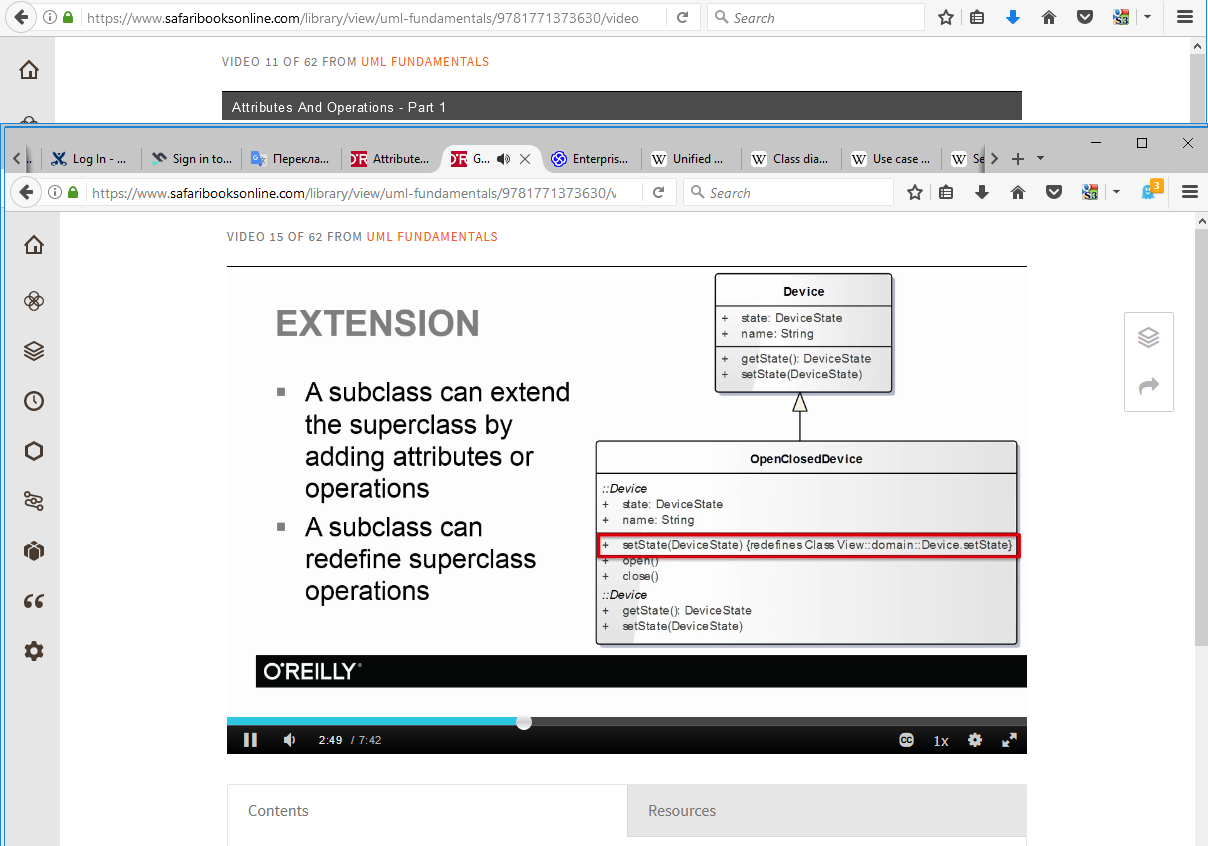 https://www.safaribooksonline.com/library/view/uml-fundamentals/9781771373630/video
Search
VIDEO 11 OF 62 FROM UML FUNDAMENTALS
Attributes And Operations - Part 1
Log In - ...
Sign in to...
Перекла...
Attribute...
G...
Enterpris...
Unified ...
Class dia...
Use case ...
Se
https://www.safaribooksonline.com/library/view/uml-fundamentals/9781771373630/v
Search
3
VIDEO 15 OF 62 FROM UML FUNDAMENTALS
EXTENSION
A subclass can extend
the superclass by
adding attributes or
operations
A subclass can
redefine superclass
operations
Device
+ state: DeviceState
+ name: String
+ getState(): DeviceState
+ setState(DeviceState)
OpenClosedDevice
::Device
+ state: DeviceState
+ name: String
+ setState(DeviceState) {redefines Class View::domain::Device.setState}
+ open()
+ close()
::Device
+ getState(): DeviceState
+ setState(DeviceState)
O'REILLY®
2:49 / 7:42
CC
1x
Contents
Resources